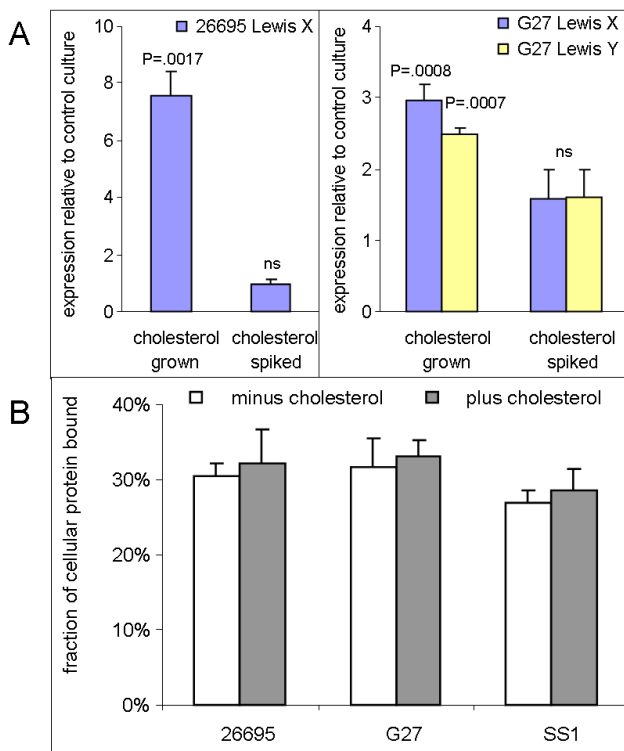 A
26695 Lewis X
expression relative to control culture
10
8
6
4
2
0
P=.0017
ns
cholesterol grown
cholesterol spiked
G27 Lewis X
G27 Lewis Y
expression relative to control culture
4
3
2
1
0
P=.0008
P=.0007
ns
cholesterol grown
cholesterol spiked
B
minus cholesterol
plus cholesterol
fraction of cellular protein bound
40%
30%
20%
10%
0%
26695
G27
SS1